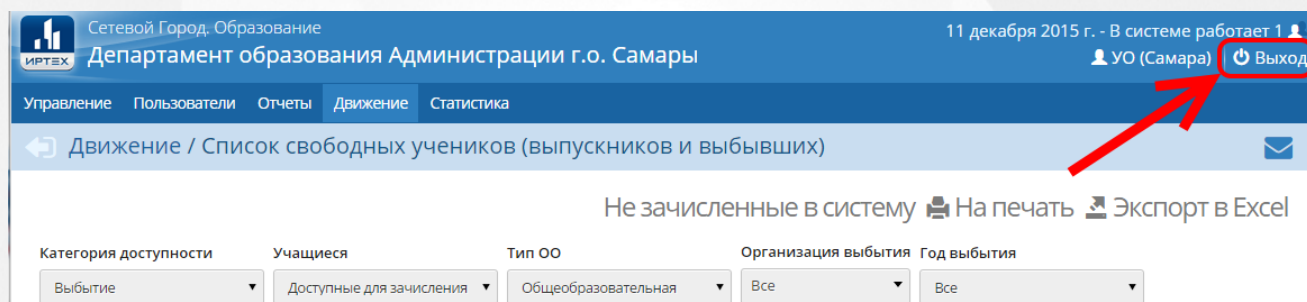 Сетевой Город. Образование
11 декабря 2015 г. - В системе работает 1
ИРТЕХ
Департамент образования Администрации г.о. Самары
УО (Самара)
Выход
Управление Пользователи Отчеты Движение Статистика
Движение / Список свободных учеников (выпускников и выбывших)
Не зачисленные в систему На печать Экспорт в Excel
Категория доступности Учащиеся Тип ОО Организация выбытия Год выбытия
Выбытие Доступные для зачисления Общеобразовательная Все Все